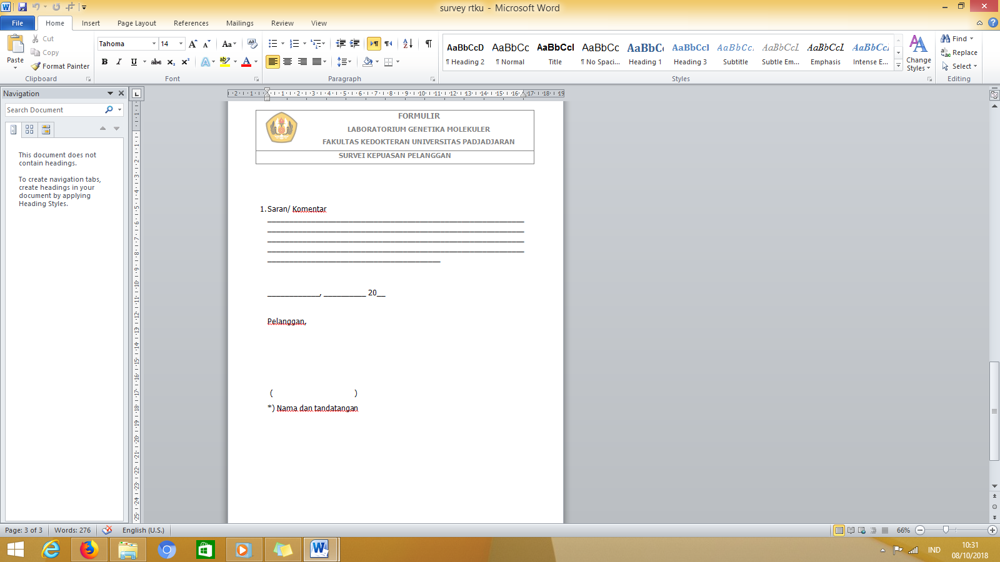 survey rtku - Microsoft Word
File Home Insert Page Layout References Mailings Review View
Paste
Cut
Copy
Format Painter
Clipboard
Tahoma 14
Font
Paragraph
AaBbCcD AaBbCc AaBbCcI AaBbCc AaBbC AaBbCcI AaBbCc. AaBbCcL AaBbCcL AaBbCc.
¶ Heading 2 ¶ Normal Title ¶ No Spaci... Heading 1 Heading 3 Subtitle Subtle Em... Emphasis Intense E...
Styles
Change Styles
Find
Replace
Select
Editing
Navigation
Search Document
This document does not
contain headings.
To create navigation tabs,
create headings in your
document by applying
Heading Styles.
FORMULIR
LABORATORIUM GENETIKA MOLEKULER
FAKULTAS KEDOKTERAN UNIVERSITAS PADJADJARAN
SURVEI KEPUASAN PELANGGAN
1. Saran/ Komentar
____________, __________ 20__
Pelanggan,
( )
*) Nama dan tandatangan
Page: 3 of 3 Words: 276 English (U.S.) 66%
IND
10:31
08/10/2018